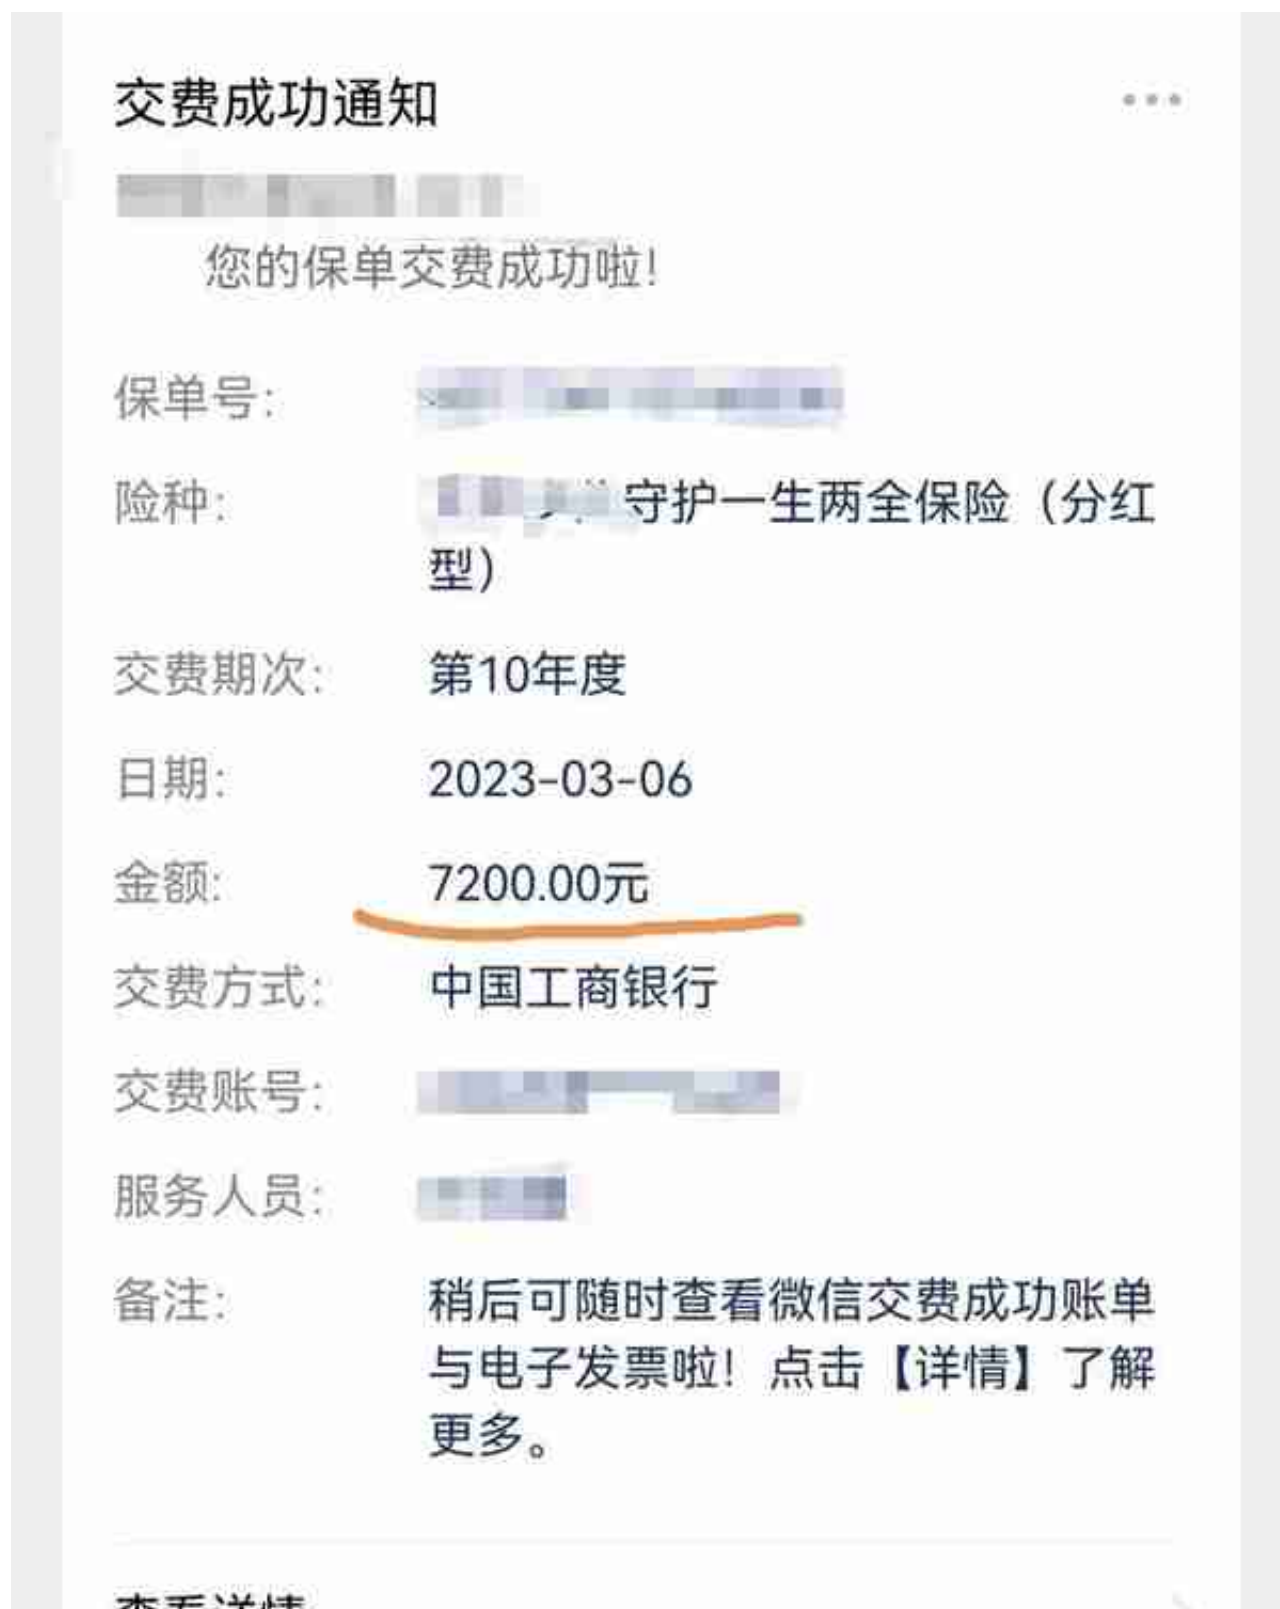 交费成功通知
您的保单交费成功啦！
保单号：
险种： 守护一生两全保险（分红
型）
交费期次： 第10年度
日期： 2023-03-06
金额： 7200.00元
交费方式： 中国工商银行
交费账号：
服务人员：
备注： 稍后可随时查看微信交费成功账单
与电子发票啦！点击【详情】了解
更多。
查看详情